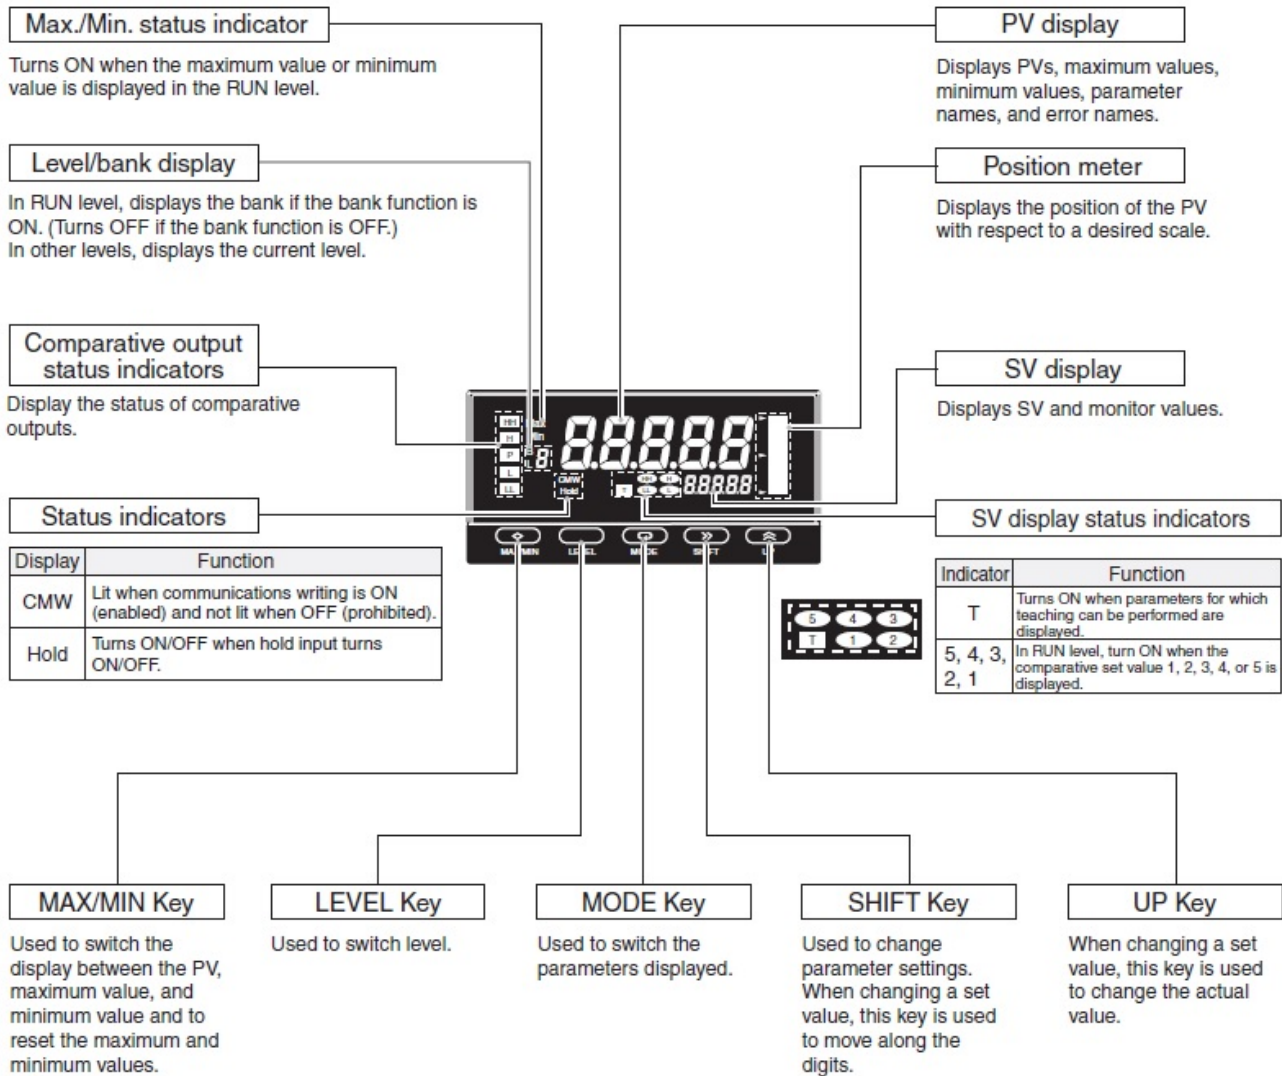 Max./Min. status indicator
Turns ON when the maximum value or minimum
value is displayed in the RUN level.
Level/bank display
In RUN level, displays the bank if the bank function is
ON. (Turns OFF if the bank function is OFF.)
In other levels, displays the current level.
Comparative output
status indicators
Display the status of comparative
outputs.
Status indicators
Display Function
CMW Lit when communications writing is ON
(enabled) and not lit when OFF (prohibited).
Hold Turns ON/OFF when hold input turns
ON/OFF.
PV display
Displays PVs, maximum values,
minimum values, parameter
names, and error names.
Position meter
Displays the position of the PV
with respect to a desired scale.
SV display
Displays SV and monitor values.
SV display status indicators
Indicator Function
T Turns ON when parameters for which
teaching can be performed are
displayed.
5, 4, 3,
2, 1
In RUN level, turn ON when the
comparative set value 1, 2, 3, 4, or 5 is
displayed.
HH
H
P
L
LL
8
88888
CMW
Hold
T
HH H
LL L
88888
MAX/MIN LEVEL MODE SHIFT UP
5 4 3
T 1 2
MAX/MIN Key
Used to switch the
display between the PV,
maximum value, and
minimum value and to
reset the maximum and
minimum values.
LEVEL Key
Used to switch level.
MODE Key
Used to switch the
parameters displayed.
SHIFT Key
Used to change
parameter settings.
When changing a set
value, this key is used
to move along the
digits.
UP Key
When changing a set
value, this key is used
to change the actual
value.